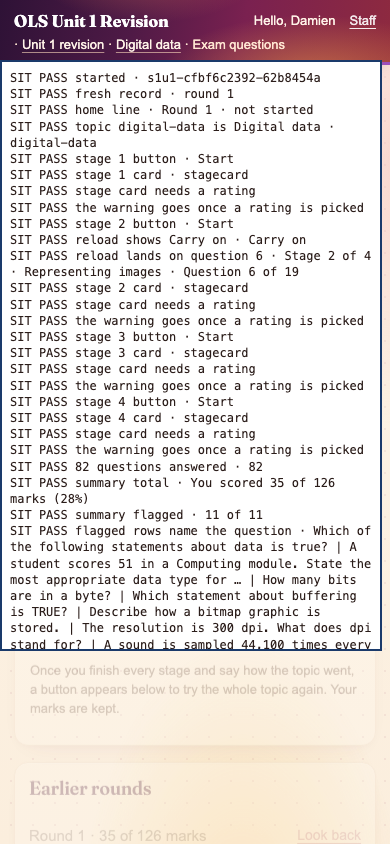 OLS Unit 1 Revision
Hello, Damien Staff
· Unit 1 revision · Digital data · Exam questions
SIT PASS started · s1u1-cfbf6c2392-62b8454a
SIT PASS fresh record · round 1
SIT PASS home line · Round 1 · not started
SIT PASS topic digital-data is Digital data ·
digital-data
SIT PASS stage 1 button · Start
SIT PASS stage 1 card · stagecard
SIT PASS stage card needs a rating
SIT PASS the warning goes once a rating is picked
SIT PASS stage 2 button · Start
SIT PASS reload shows Carry on · Carry on
SIT PASS reload lands on question 6 · Stage 2 of 4
· Representing images · Question 6 of 19
SIT PASS stage 2 card · stagecard
SIT PASS stage card needs a rating
SIT PASS the warning goes once a rating is picked
SIT PASS stage 3 button · Start
SIT PASS stage 3 card · stagecard
SIT PASS stage card needs a rating
SIT PASS the warning goes once a rating is picked
SIT PASS stage 4 button · Start
SIT PASS stage 4 card · stagecard
SIT PASS stage card needs a rating
SIT PASS the warning goes once a rating is picked
SIT PASS 82 questions answered · 82
SIT PASS summary total · You scored 35 of 126
marks (28%)
SIT PASS summary flagged · 11 of 11
SIT PASS flagged rows name the question · Which of
the following statements about data is true? | A
student scores 51 in a Computing module. State the
most appropriate data type for … | How many bits
are in a byte? | Which statement about buffering
is TRUE? | Describe how a bitmap graphic is
stored. | The resolution is 300 dpi. What does dpi
stand for? | A sound is sampled 44,100 times every
Once you finish every stage and say how the topic went,
a button appears below to try the whole topic again. Your
marks are kept.
Earlier rounds
Round 1 · 35 of 126 marks
Look back